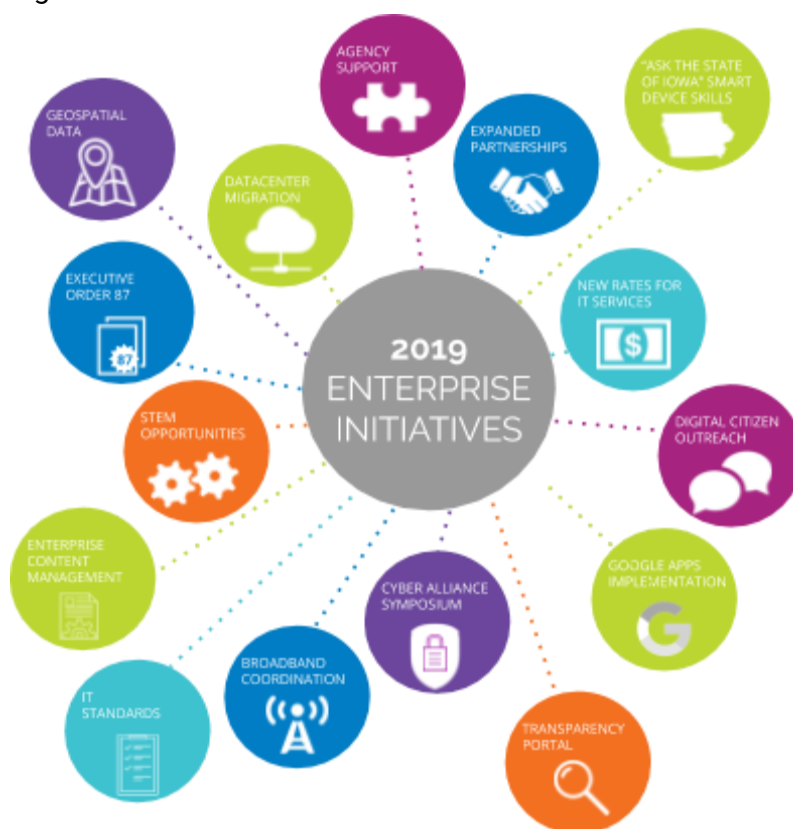 AGENCY
SUPPORT
"ASK THE STATE
OF IOWA" SMART
DEVICE SKILLS
GEOSPATIAL
DATA
EXPANDED
PARTNERSHIPS
DATACENTER
MIGRATION
EXECUTIVE
ORDER 87
87
NEW RATES FOR
IT SERVICES
$
2019
ENTERPRISE
INITIATIVES
STEM
OPPORTUNITIES
DIGITAL CITIZEN
OUTREACH
ENTERPRISE
CONTENT
MANAGEMENT
GOOGLE APPS
IMPLEMENTATION
G
CYBER ALLIANCE
SYMPOSIUM
BROADBAND
COORDINATION
IT
STANDARDS
TRANSPARENCY
PORTAL